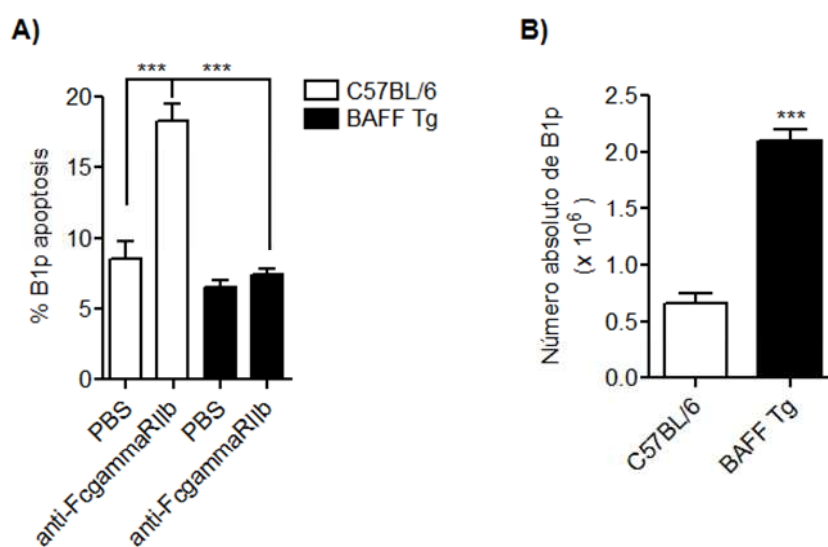 A)
*** ***
20
15
10
5
0
% B1p apoptosis
PBS
anti-FcgammaRIIb
PBS
anti-FcgammaRIIb
C57BL/6
BAFF Tg
B)
2.5
2.0
1.5
1.0
0.5
0.0
Número absoluto de B1p
(x 10⁶ )
***
C57BL/6
BAFF Tg